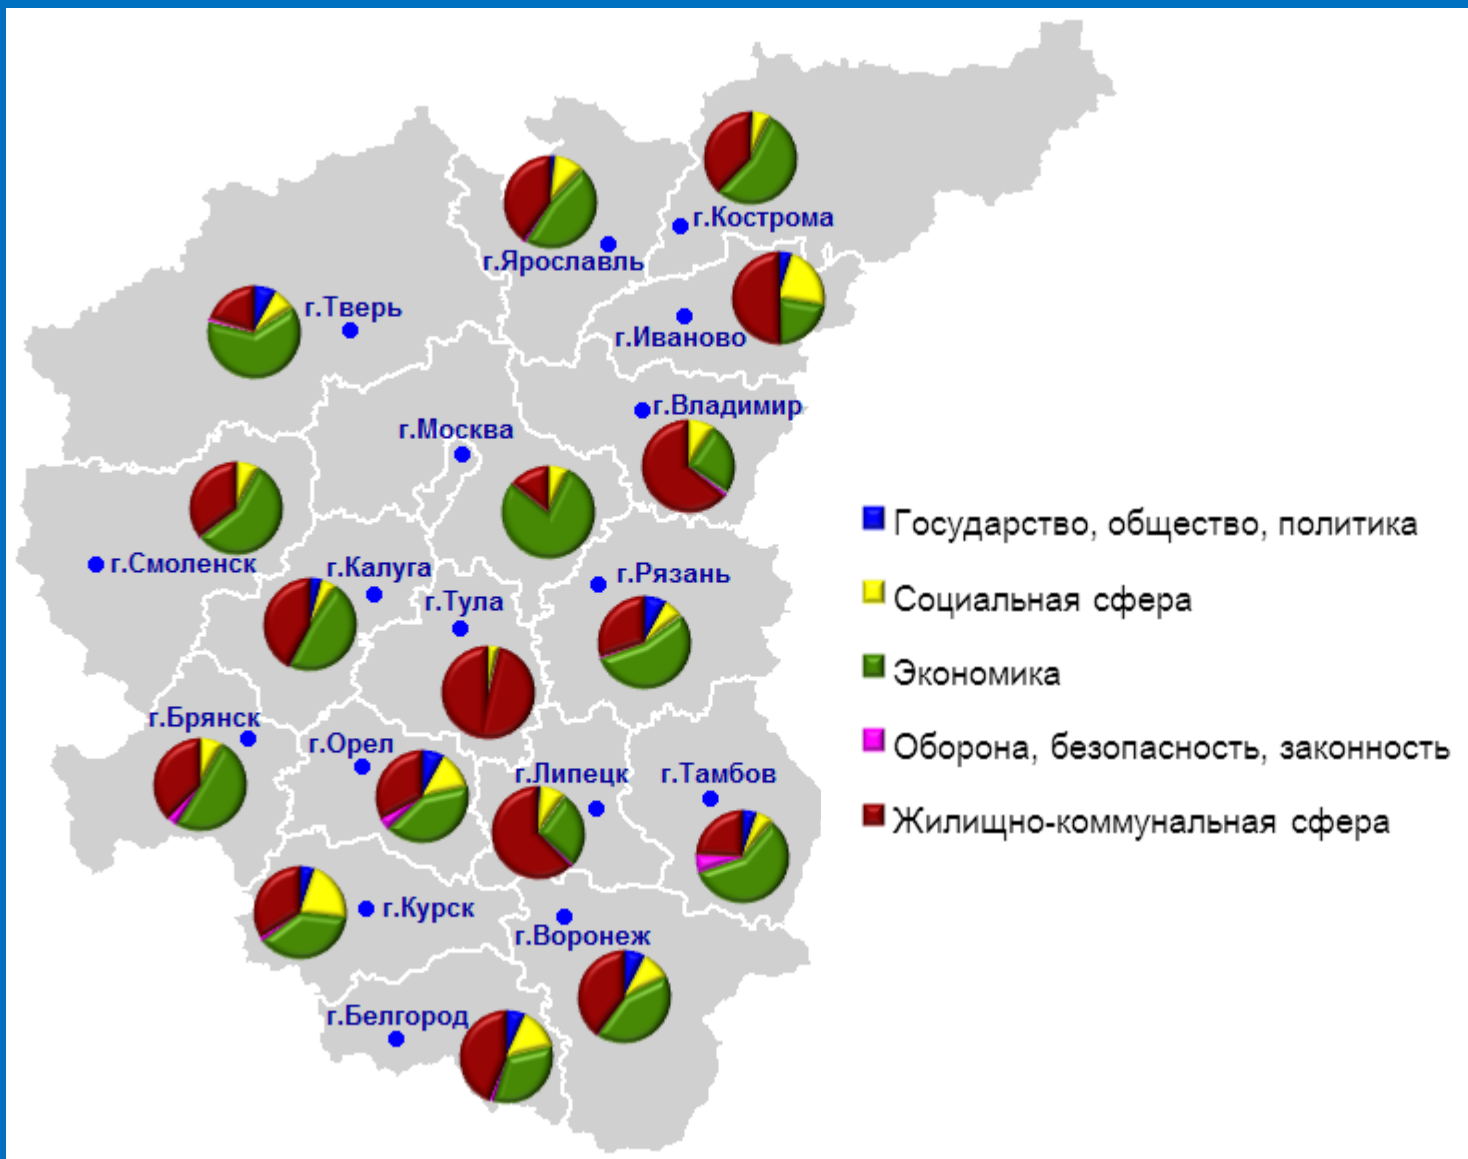 г.Кострома
г.Ярославль
г.Тверь
г.Иваново
г.Владимир
г.Москва
г.Смоленск
г.Калуга
г.Рязань
г.Тула
г.Брянск
г.Орел
г.Липецк
г.Тамбов
г.Курск
г.Воронеж
г.Белгород
Государство, общество, политика
Социальная сфера
Экономика
Оборона, безопасность, законность
Жилищно-коммунальная сфера